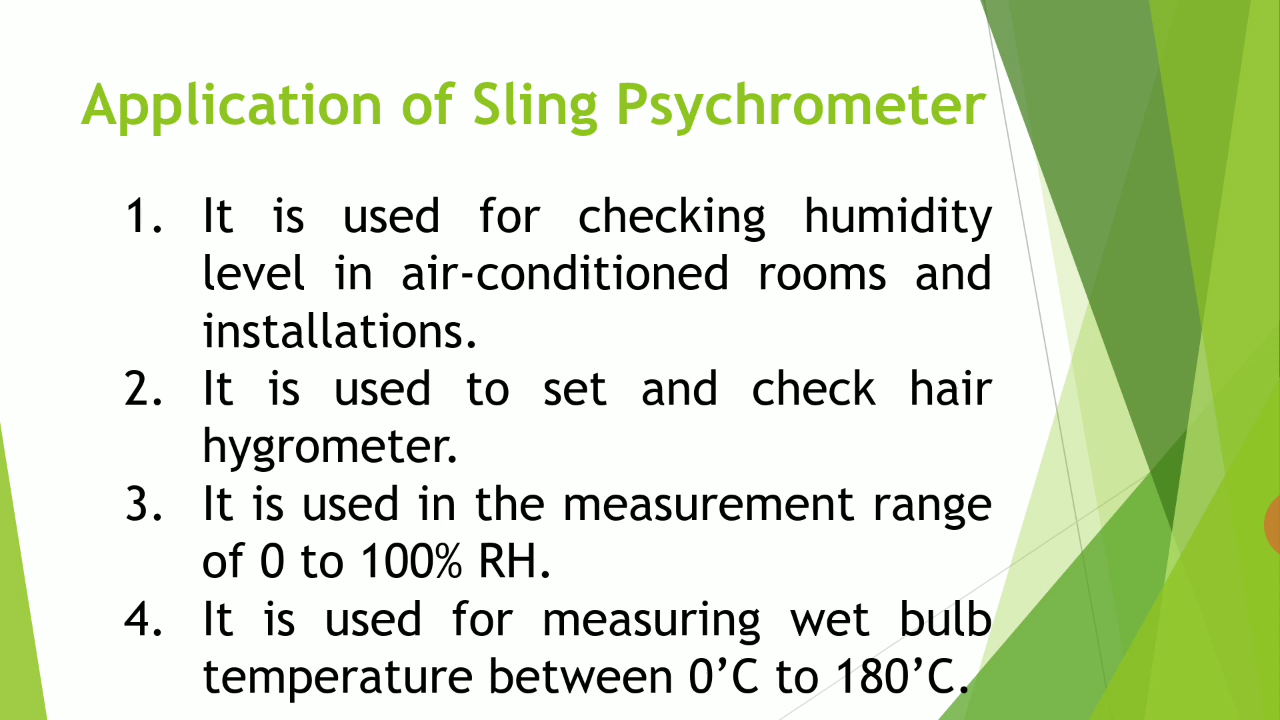 Application of Sling Psychrometer
1. It is used for checking humidity
level in air-conditioned rooms and
installations.
2. It is used to set and check hair
hygrometer.
3. It is used in the measurement range
of 0 to 100% RH.
4. It is used for measuring wet bulb
temperature between 0’C to 180’C.